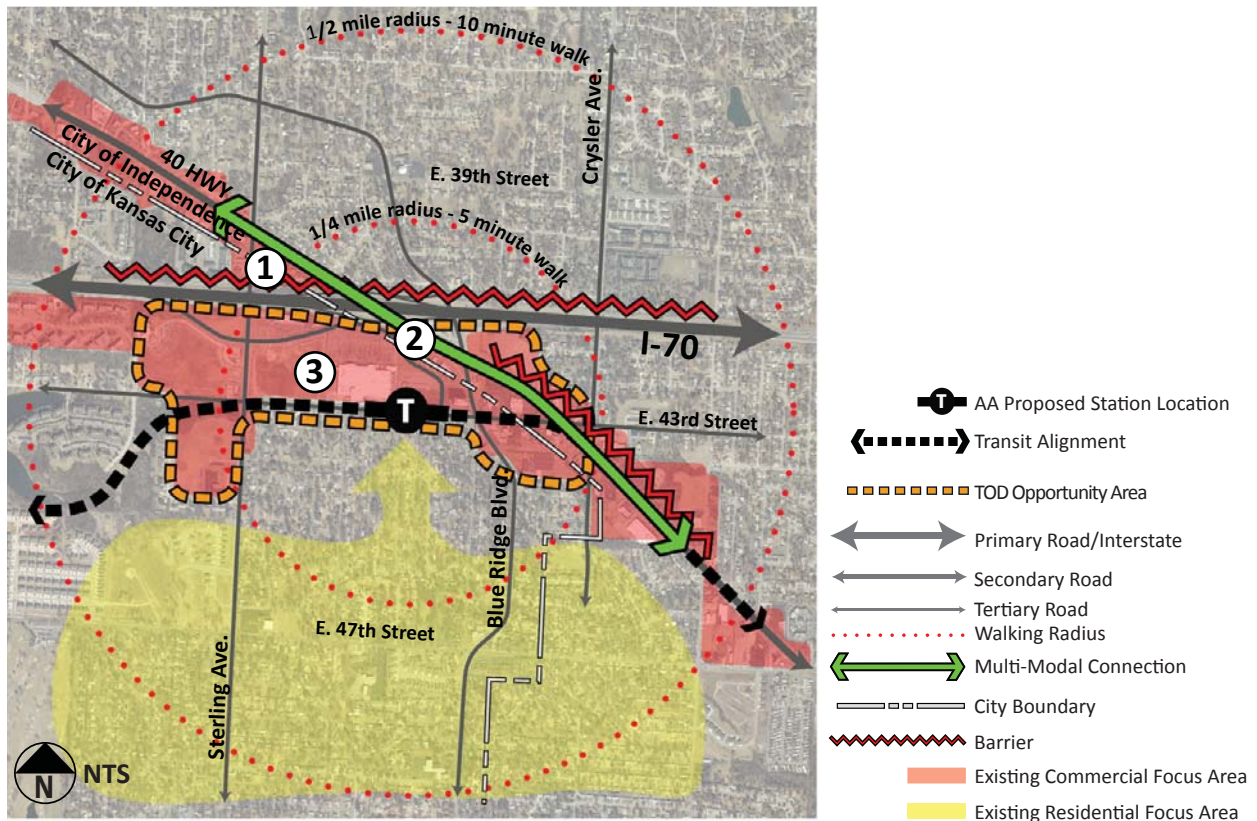 1/2 mile radius - 10 minute walk
Crysler Ave.
City of Independence
City of Kansas City
40 HWY
E. 39th Street
1/4 mile radius - 5 minute walk
1
2
I-70
3
T
E. 43rd Street
Blue Ridge Blvd.
E. 47th Street
Sterling Ave.
N
NTS
T
AA Proposed Station Location
Transit Alignment
TOD Opportunity Area
Primary Road/Interstate
Secondary Road
Tertiary Road
Walking Radius
Multi-Modal Connection
City Boundary
Barrier
Existing Commercial Focus Area
Existing Residential Focus Area